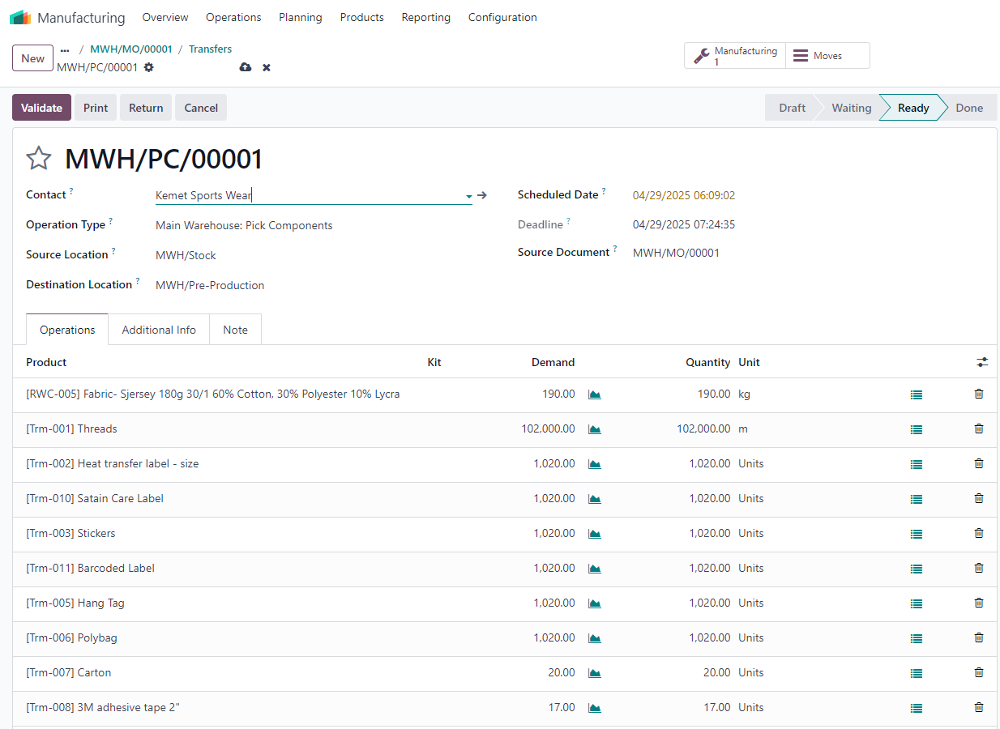 Manufacturing Overview Operations Planning Products Reporting Configuration
New ... / MWH/MO/00001 / Transfers
MWH/PC/00001
Manufacturing
1
Moves
Validate Print Return Cancel
Draft Waiting Ready Done
MWH/PC/00001
Contact ? Kemet Sports Wear
Scheduled Date ? 04/29/2025 06:09:02
Operation Type ? Main Warehouse: Pick Components
Deadline ? 04/29/2025 07:24:35
Source Location ? MWH/Stock
Source Document ? MWH/MO/00001
Destination Location ? MWH/Pre-Production
Operations Additional Info Note
Product Kit Demand Quantity Unit
[RWC-005] Fabric- Sjersey 180g 30/1 60% Cotton, 30% Polyester 10% Lycra 190.00 190.00 kg
[Trm-001] Threads 102,000.00 102,000.00 m
[Trm-002] Heat transfer label - size 1,020.00 1,020.00 Units
[Trm-010] Satain Care Label 1,020.00 1,020.00 Units
[Trm-003] Stickers 1,020.00 1,020.00 Units
[Trm-011] Barcoded Label 1,020.00 1,020.00 Units
[Trm-005] Hang Tag 1,020.00 1,020.00 Units
[Trm-006] Polybag 1,020.00 1,020.00 Units
[Trm-007] Carton 20.00 20.00 Units
[Trm-008] 3M adhesive tape 2" 17.00 17.00 Units